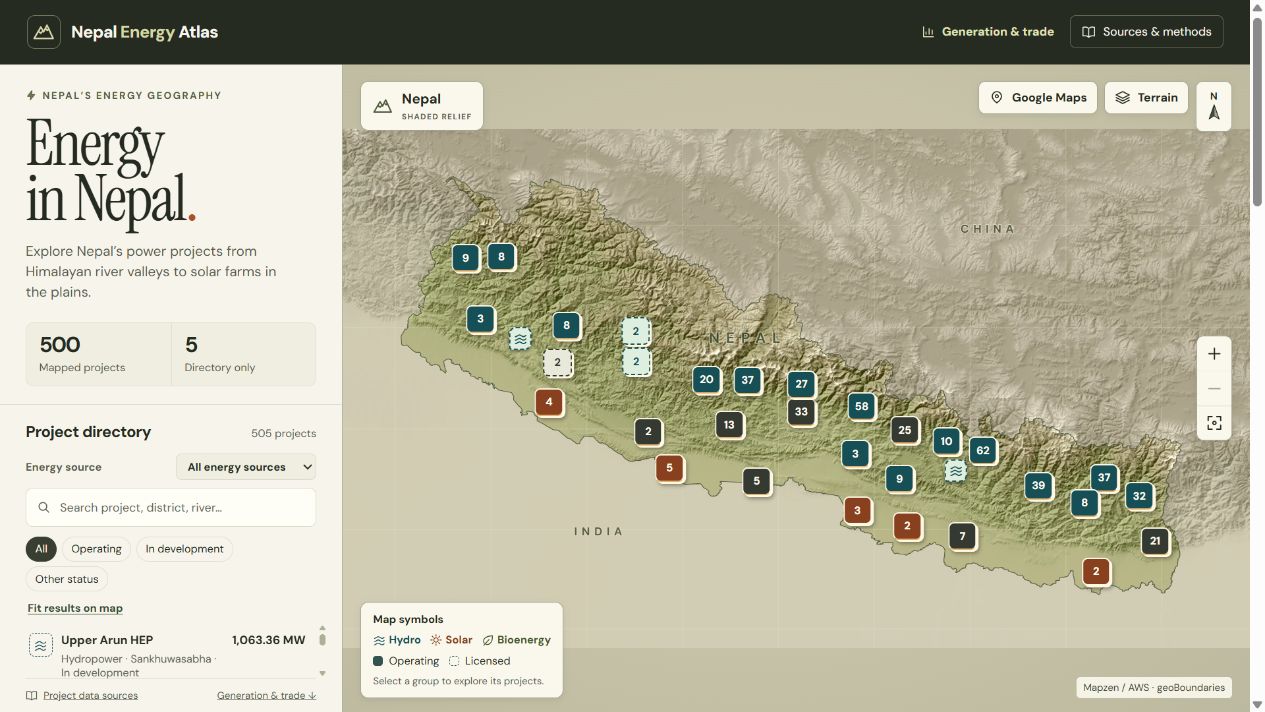 Nepal Energy Atlas
Generation & trade
Sources & methods
NEPAL'S ENERGY GEOGRAPHY
Energy
in Nepal.
Explore Nepal's power projects from
Himalayan river valleys to solar farms in
the plains.
500
Mapped projects
5
Directory only
Project directory
505 projects
Energy source
All energy sources
Search project, district, river...
All
Operating
In development
Other status
Fit results on map
Upper Arun HEP
1,063.36 MW
Hydropower · Sankhuwasabha ·
In development
Project data sources
Generation & trade ↓
Nepal
SHADED RELIEF
Google Maps
Terrain
N
CHINA
NEPAL
INDIA
9
8
3
8
2
2
2
4
20
37
27
33
58
2
13
25
10
62
3
5
5
9
39
37
8
32
3
2
7
21
2
+
−
Map symbols
Hydro
Solar
Bioenergy
Operating
Licensed
Select a group to explore its projects.
Mapzen / AWS · geoBoundaries